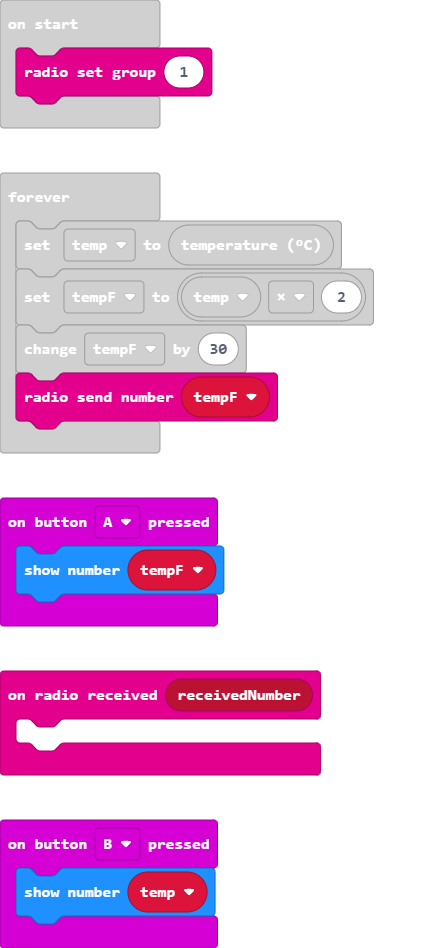 on start
radio set group 1
forever
set temp to temperature (°C)
set tempF to temp × 2
change tempF by 30
radio send number tempF
on button A pressed
show number tempF
on radio received receivedNumber
on button B pressed
show number temp